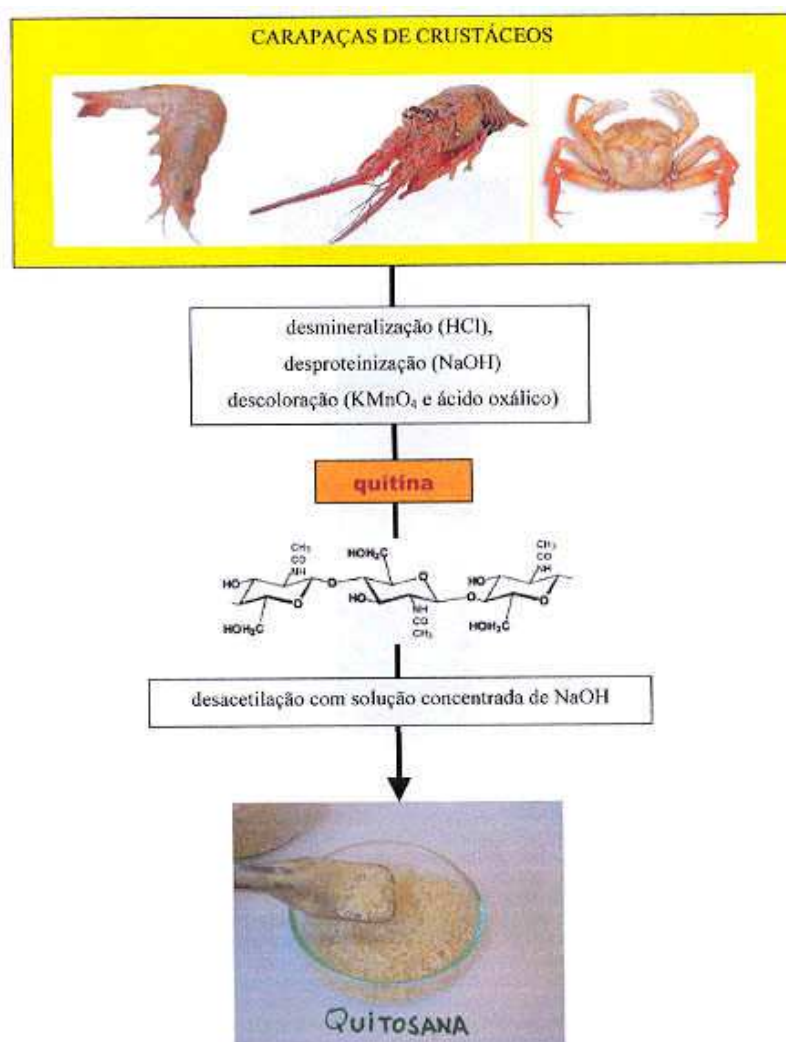 CARAPAÇAS DE CRUSTÁCEOS
desmineralização (HCl),
desproteinização (NaOH)
descoloração (KMnO₄ e ácido oxálico)
quitina
CH₃
CO
NH
HOH₂C
CH₃
CO
NH
HO
O
O
HO
O
HO
O
O
HOH₂C
NH
CO
CH₃
HOH₂C
desacetilação com solução concentrada de NaOH
QUITOSANA